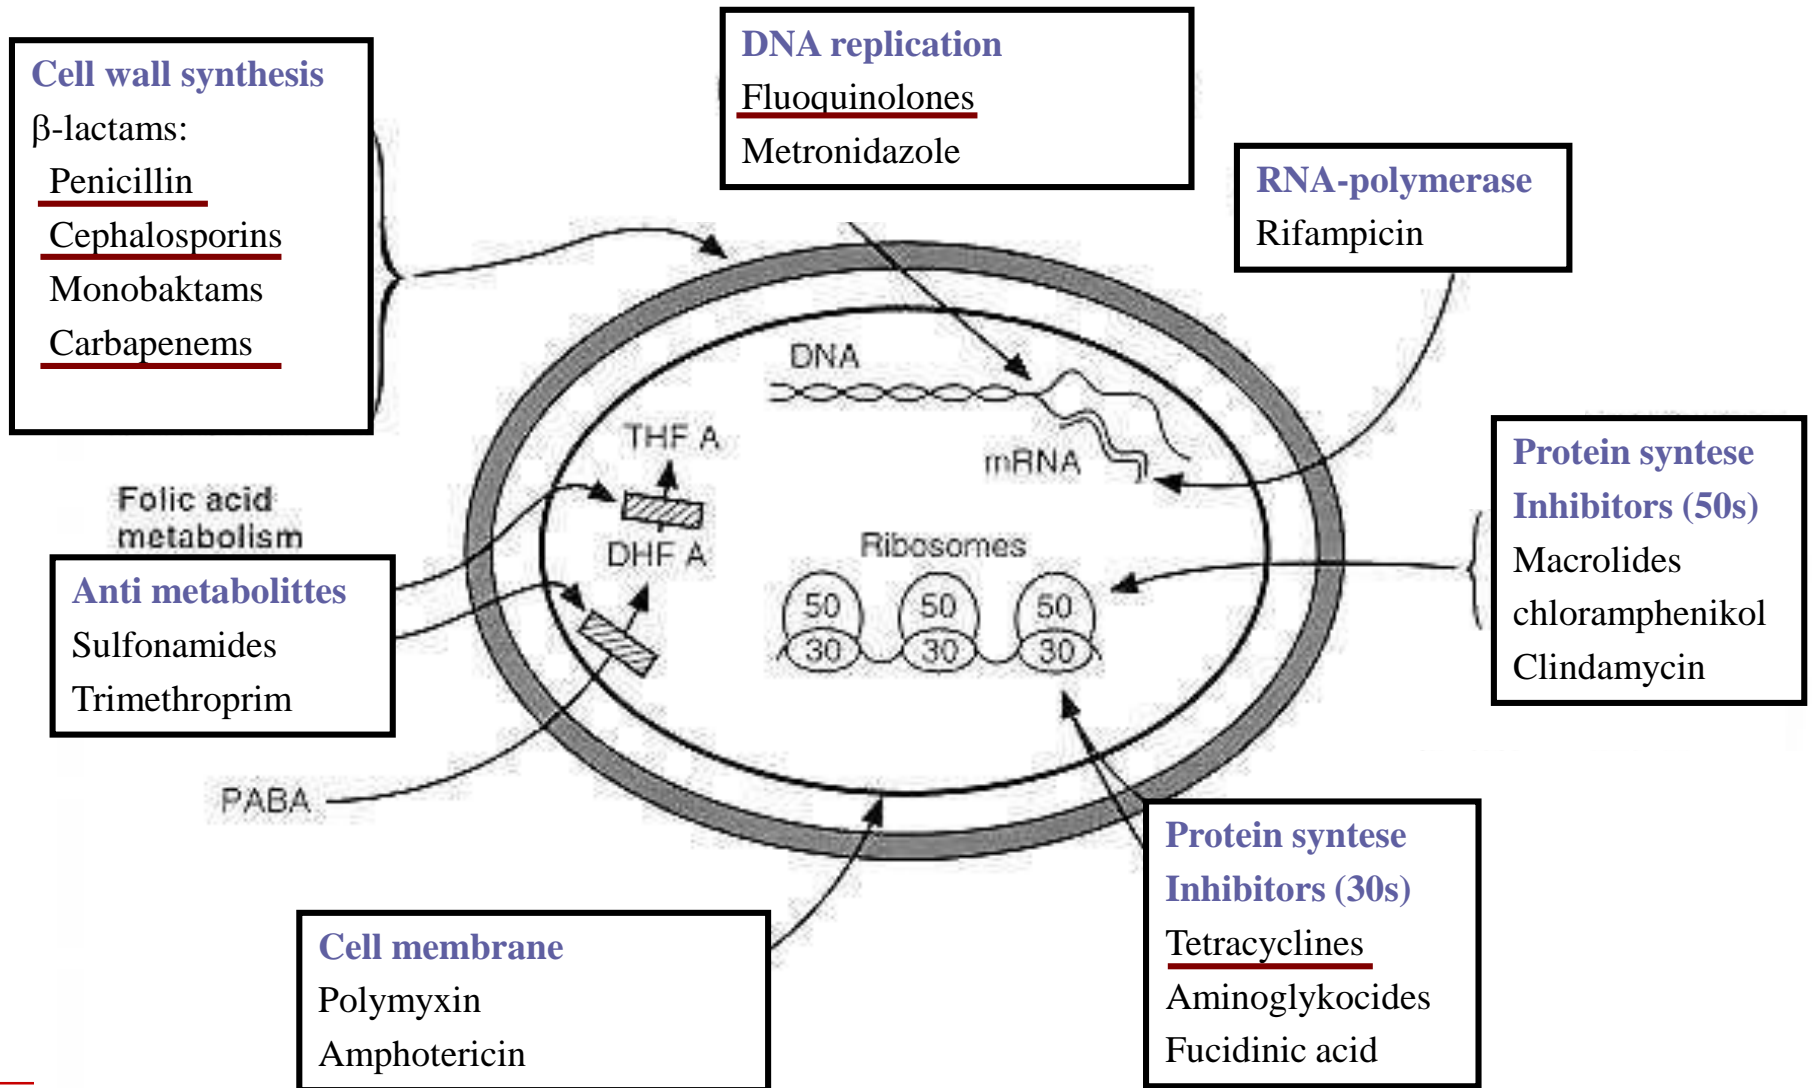 Cell wall synthesis
β-lactams:
Penicillin
Cephalosporins
Monobaktams
Carbapenems
DNA replication
Fluoquinolones
Metronidazole
RNA-polymerase
Rifampicin
DNA
mRNA
THF A
DHF A
Folic acid
metabolism
Anti metabolittes
Sulfonamides
Trimethroprim
PABA
Ribosomes
50 50 50
30 30 30
Protein syntese
Inhibitors (50s)
Macrolides
chloramphenikol
Clindamycin
Cell membrane
Polymyxin
Amphotericin
Protein syntese
Inhibitors (30s)
Tetracyclines
Aminoglykocides
Fucidinic acid